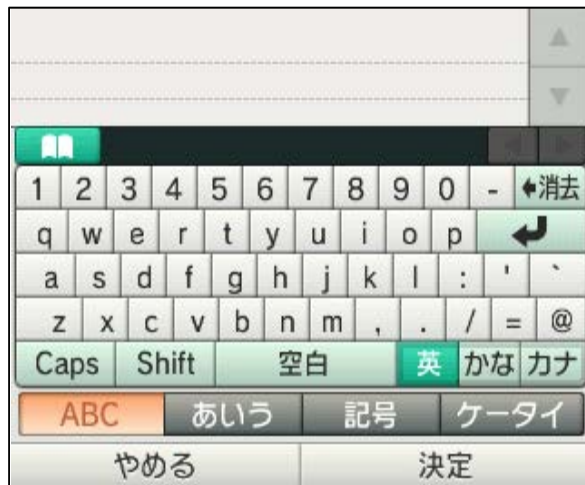 1 2 3 4 5 6 7 8 9 0 - 消去
q w e r t y u i o p
a s d f g h j k l : ' `
z x c v b n m , . / = @
Caps Shift 空白 英 かな カナ
ABC あいう 記号 ケータイ
やめる 決定